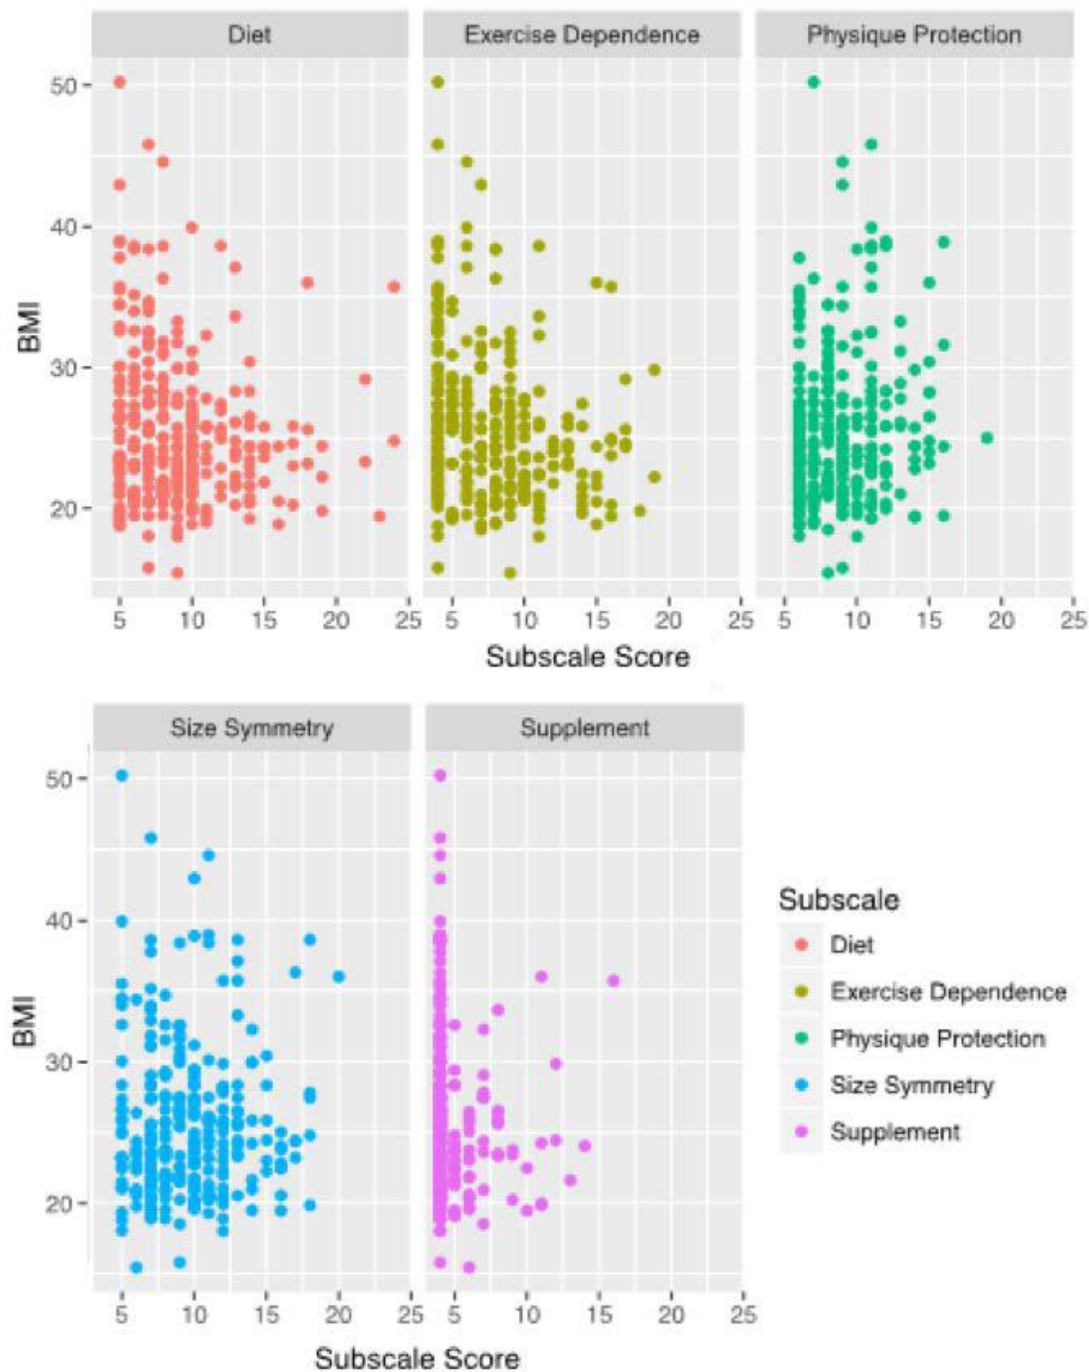 Diet Exercise Dependence Physique Protection
50
40
30
20
BMI
5 10 15 20 25 5 10 15 20 25 5 10 15 20 25
Subscale Score
Size Symmetry Supplement
50
40
30
20
BMI
5 10 15 20 25 5 10 15 20 25
Subscale Score
Subscale
Diet
Exercise Dependence
Physique Protection
Size Symmetry
Supplement